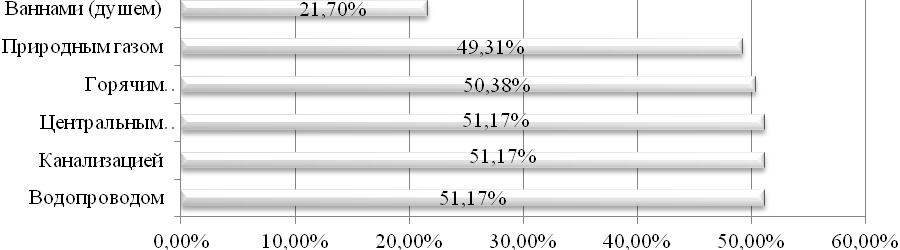 Ваннами (душем) 21,70%
Природным газом 49,31%
Горячим.. 50,38%
Центральным.. 51,17%
Канализацией 51,17%
Водопроводом 51,17%
0,00% 10,00% 20,00% 30,00% 40,00% 50,00% 60,00%